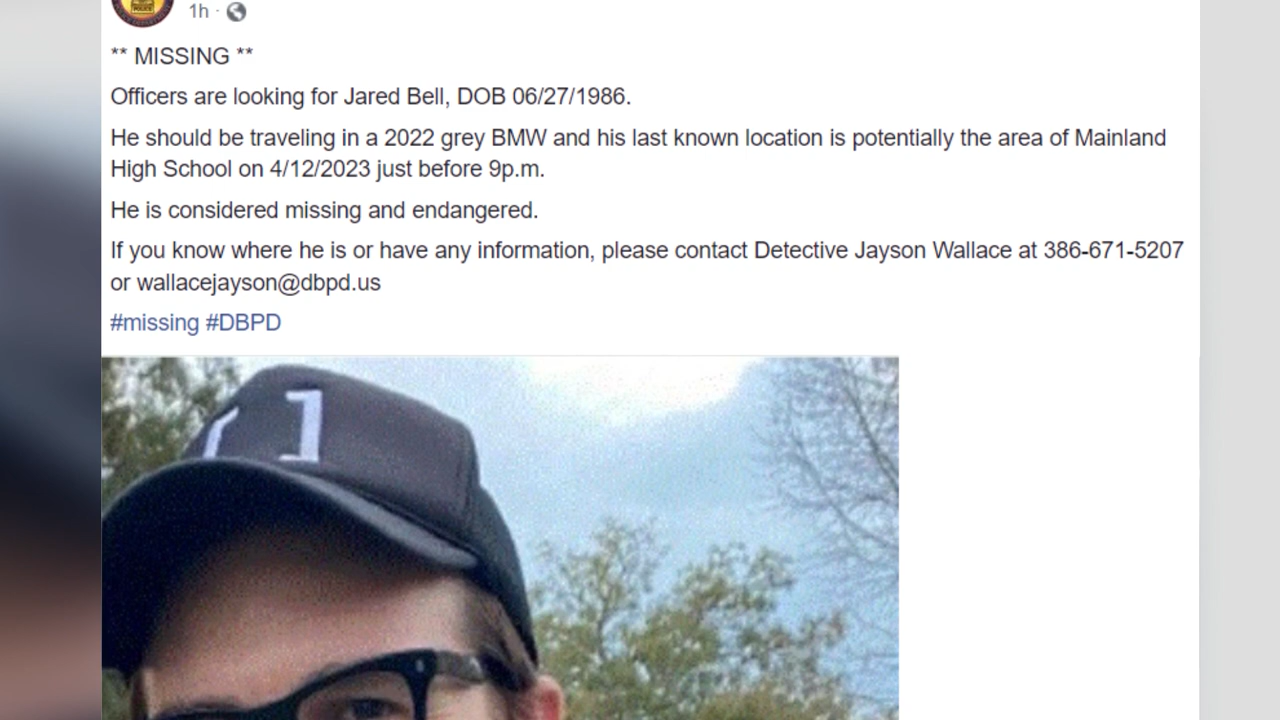 1h
** MISSING **
Officers are looking for Jared Bell, DOB 06/27/1986.
He should be traveling in a 2022 grey BMW and his last known location is potentially the area of Mainland
High School on 4/12/2023 just before 9p.m.
He is considered missing and endangered.
If you know where he is or have any information, please contact Detective Jayson Wallace at 386-671-5207
or wallacejayson@dbpd.us
#missing #DBPD